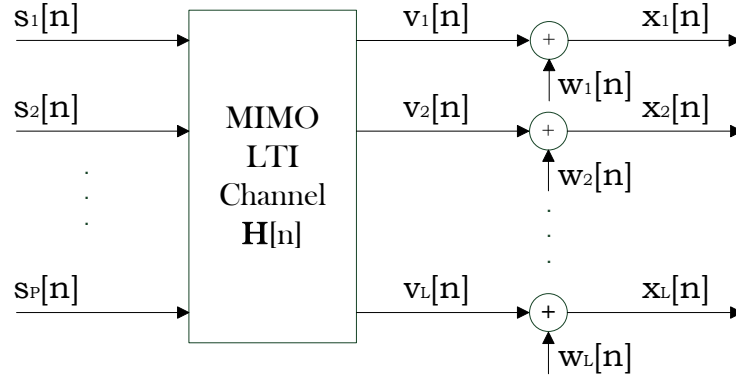 s₁[n] v₁[n] + x₁[n]
w₁[n]
s₂[n] v₂[n] + x₂[n]
MIMO
LTI
Channel
H[n]
w₂[n]
sP[n] vL[n] + xL[n]
wL[n]